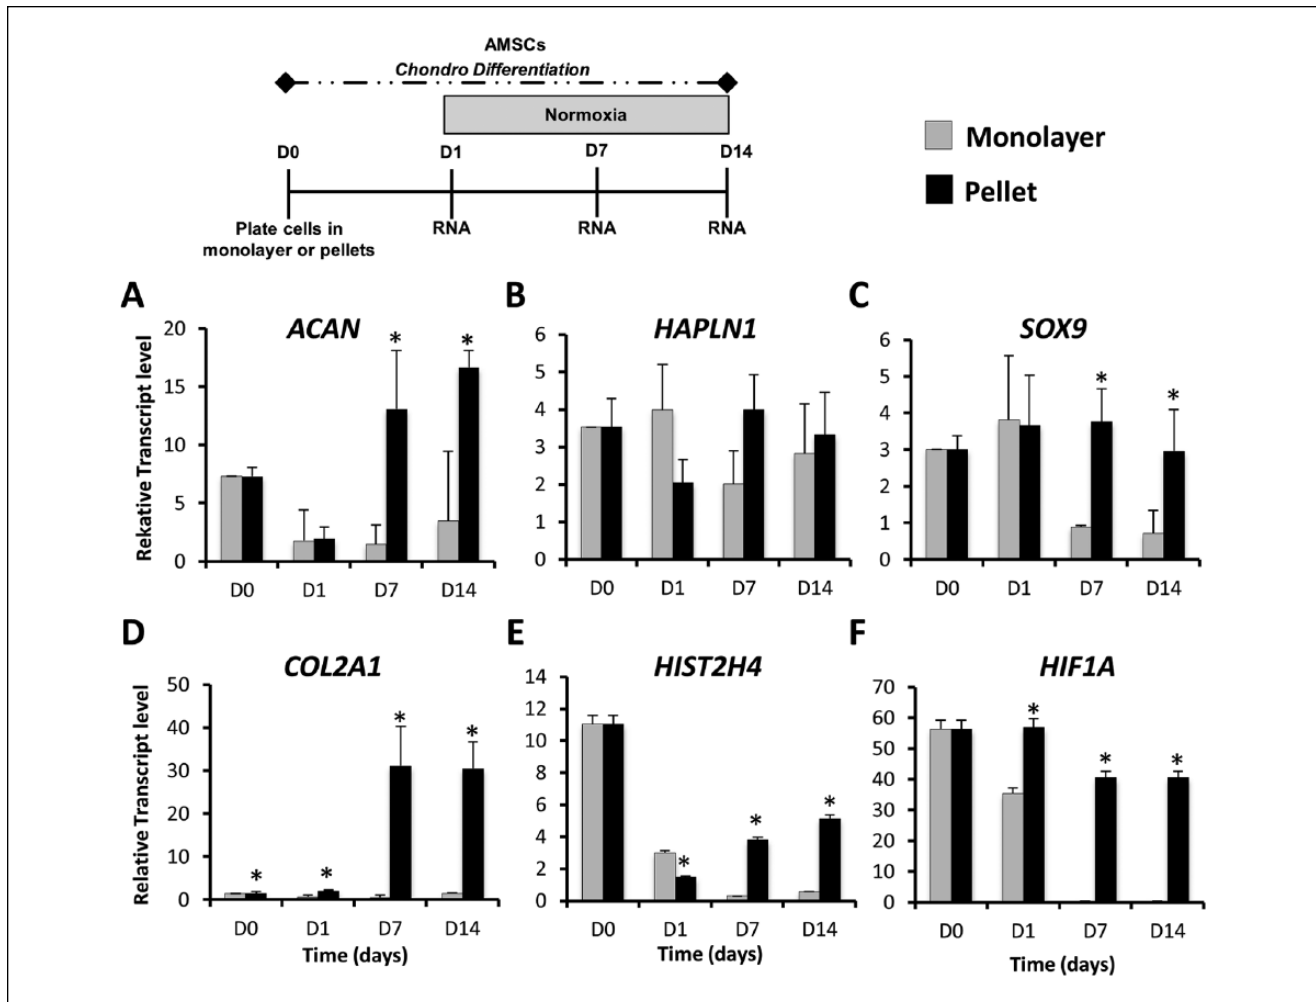 AMSCs
Chondro Differentiation
Normoxia
D0 D1 D7 D14
Plate cells in
monolayer or pellets
RNA RNA RNA
Monolayer
Pellet
A
ACAN
Rekative Transcript level
20
15
10
5
0
* *
D0 D1 D7 D14
B
HAPLN1
6
5
4
3
2
1
0
D0 D1 D7 D14
C
SOX9
6
5
4
3
2
1
0
* *
D0 D1 D7 D14
D
COL2A1
Relative Transcript level
50
40
30
20
10
0
* * * *
D0 D1 D7 D14
Time (days)
E
HIST2H4
14
12
10
8
6
4
2
0
* * *
D0 D1 D7 D14
F
HIF1A
70
60
50
40
30
20
10
0
* * *
D0 D1 D7 D14
Time (days)